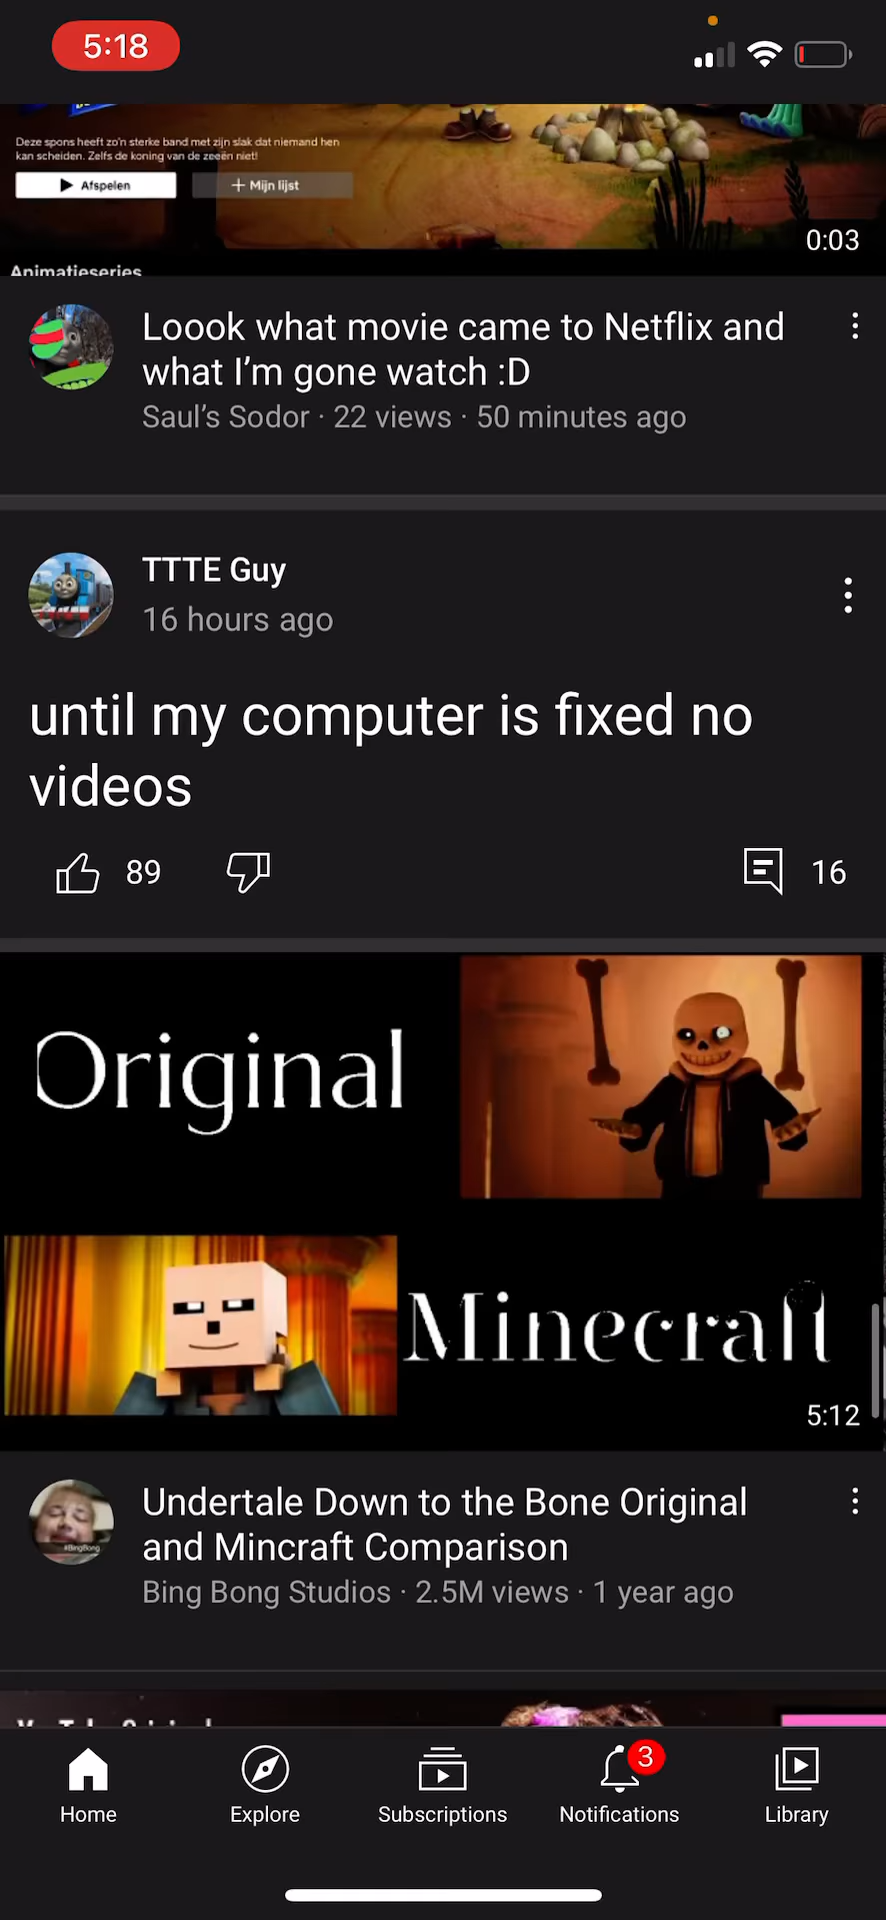 5:18
Deze spons heeft zo'n sterke band met zijn slak dat niemand hen
kan scheiden. Zelfs de koning van de zeeën niet!
Afspelen
+ Mijn lijst
0:03
Animatieseries
Loook what movie came to Netflix and
what I'm gone watch :D
Saul's Sodor · 22 views · 50 minutes ago
TTTE Guy
16 hours ago
until my computer is fixed no
videos
89
16
Original
Minecraft
5:12
#BingBong
Undertale Down to the Bone Original
and Mincraft Comparison
Bing Bong Studios · 2.5M views · 1 year ago
3
Home
Explore
Subscriptions
Notifications
Library